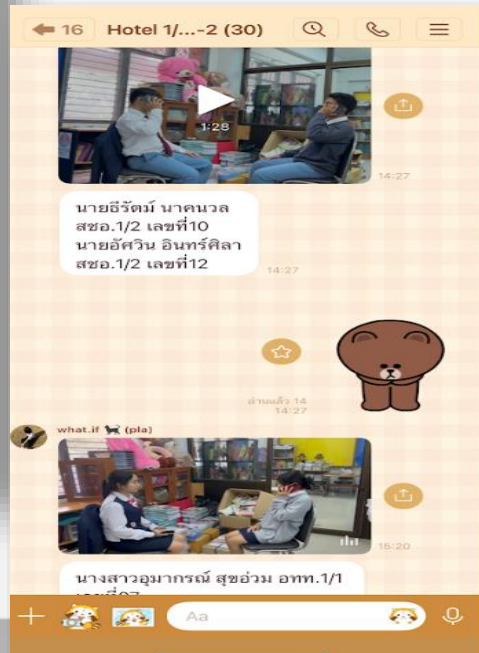 16 Hotel 1/...-2 (30)
1:28
14:27
นายธีรัตม์ นาคนวล
สชอ.1/2 เลขที่10
นายอัศวิน อินทร์ศิลา
สชอ.1/2 เลขที่12
14:27
อ่านแล้ว 14
14:27
what.if 🐈‍⬛ (pla)
15:20
นางสาวอุมากรณ์ สุขอ่วม อทท.1/1
Aa